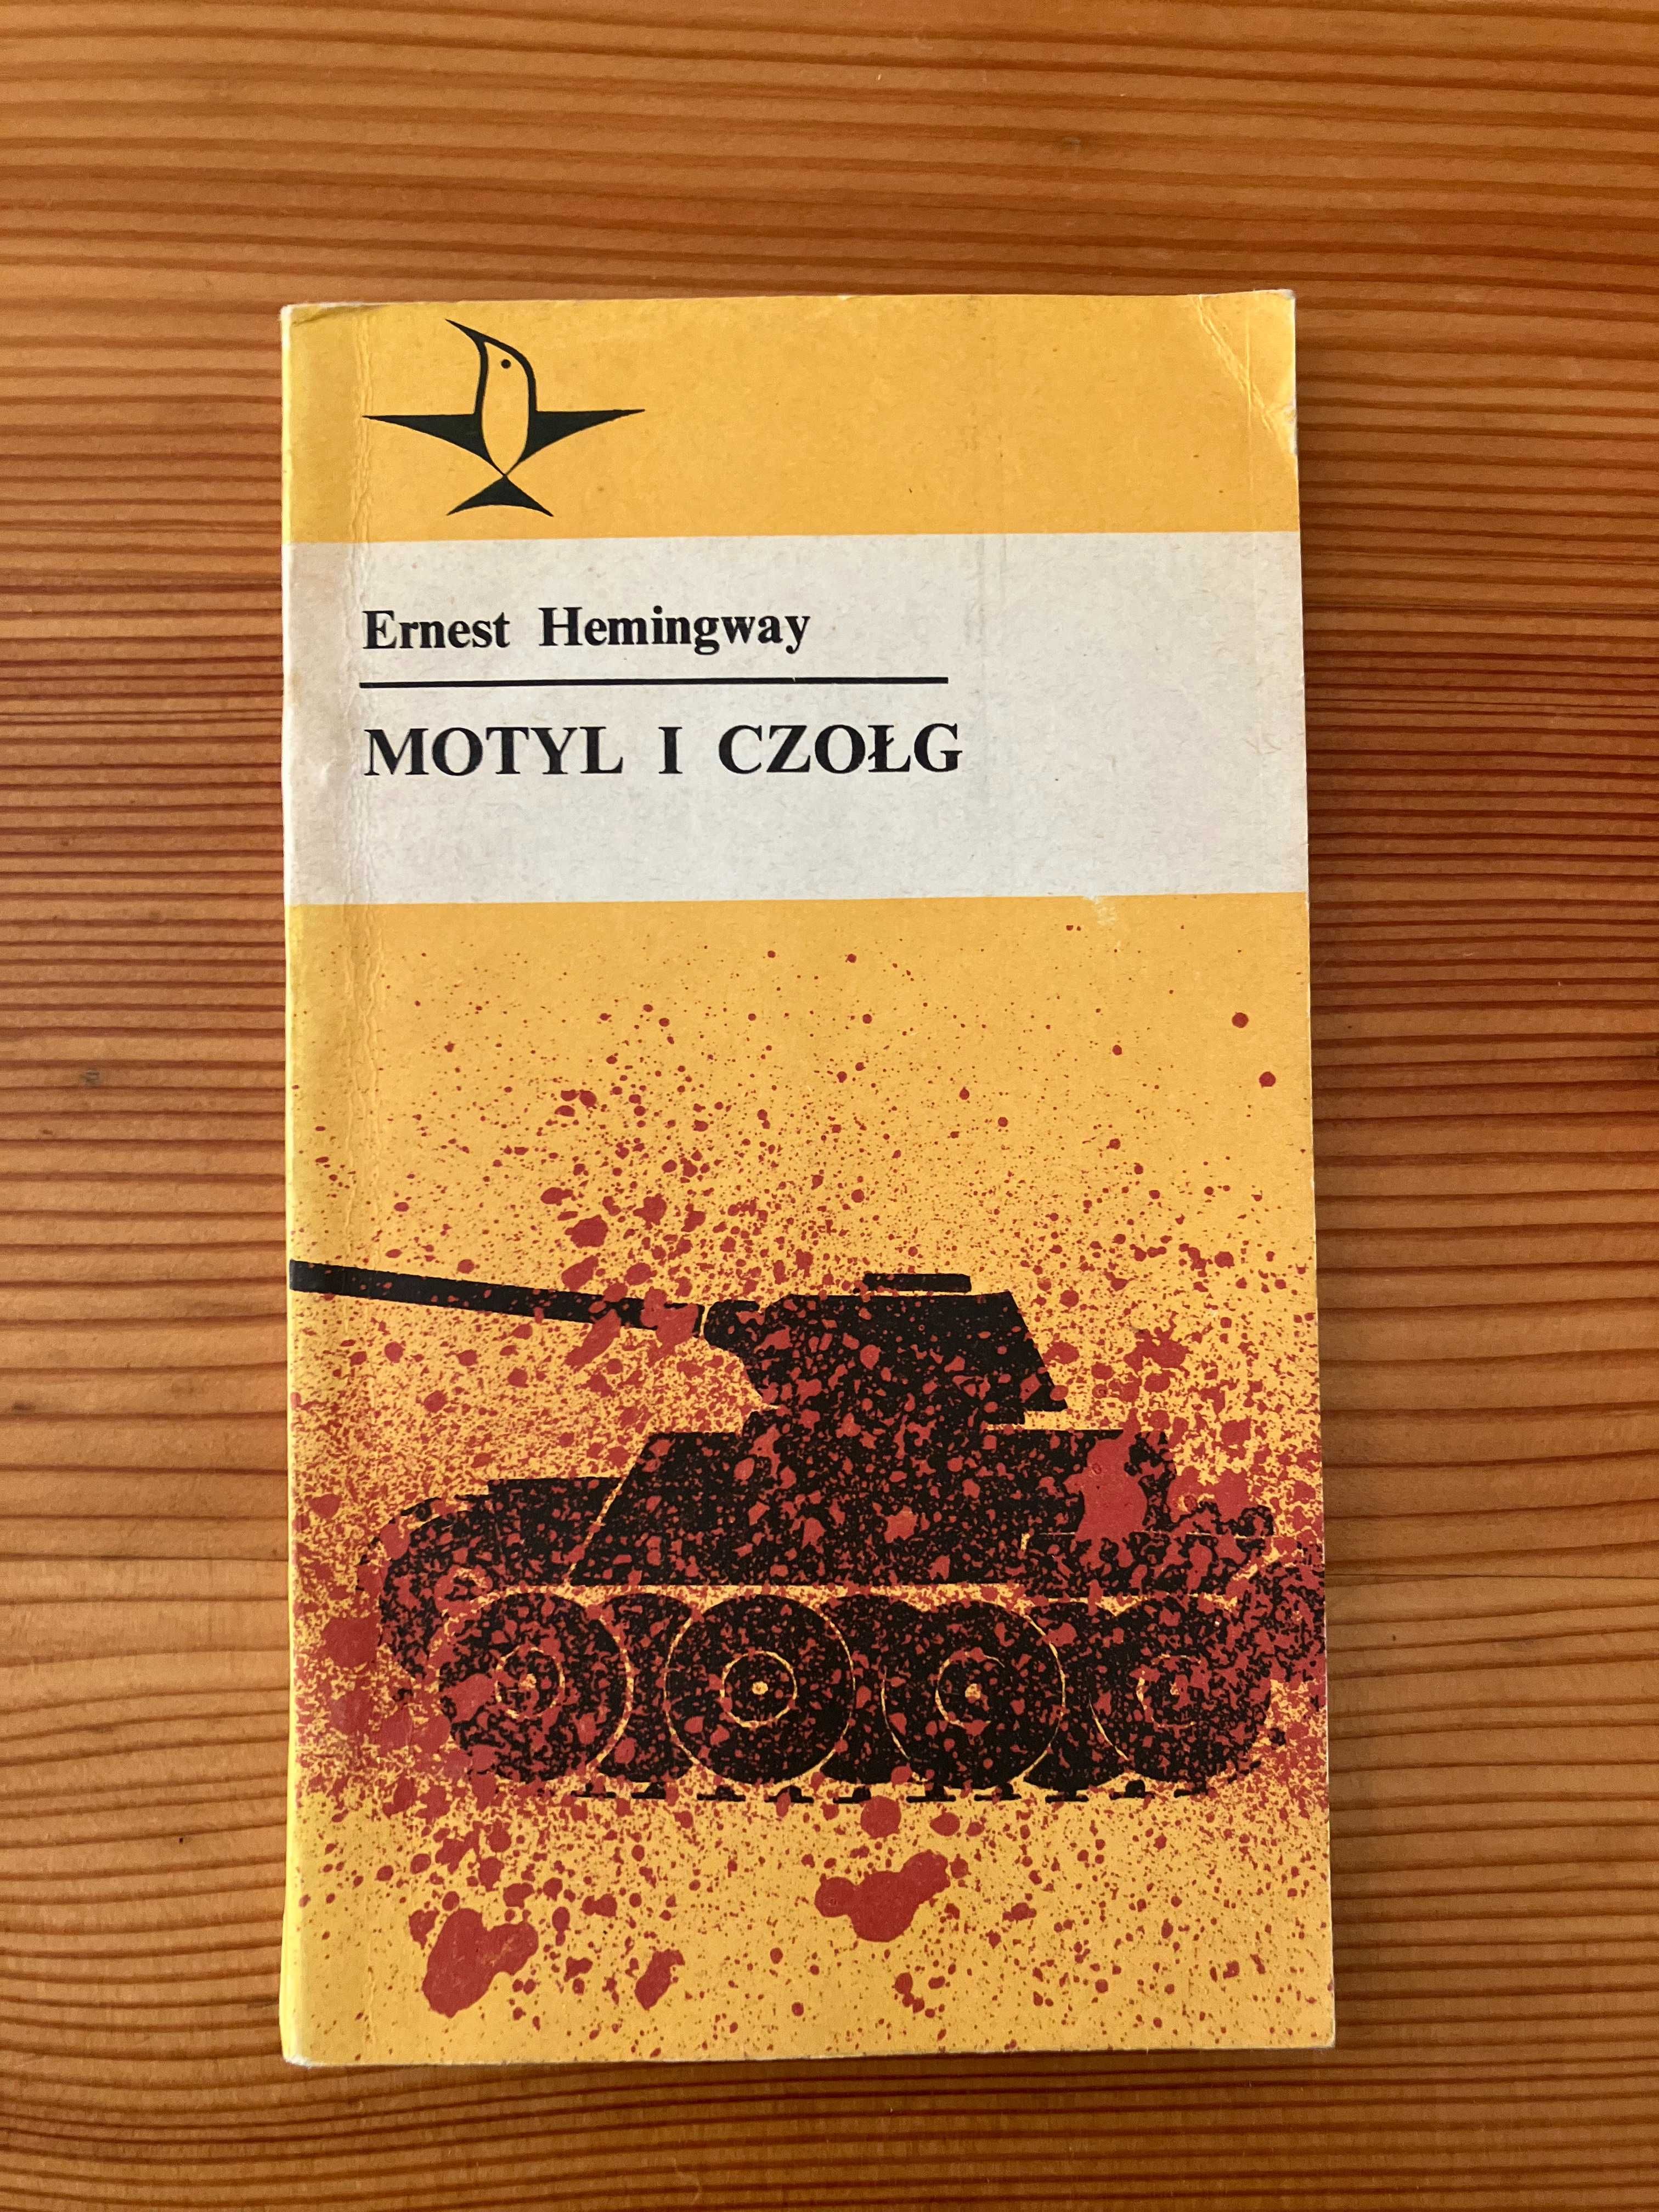 Ernest Hemingway
MOTYL I CZOŁG